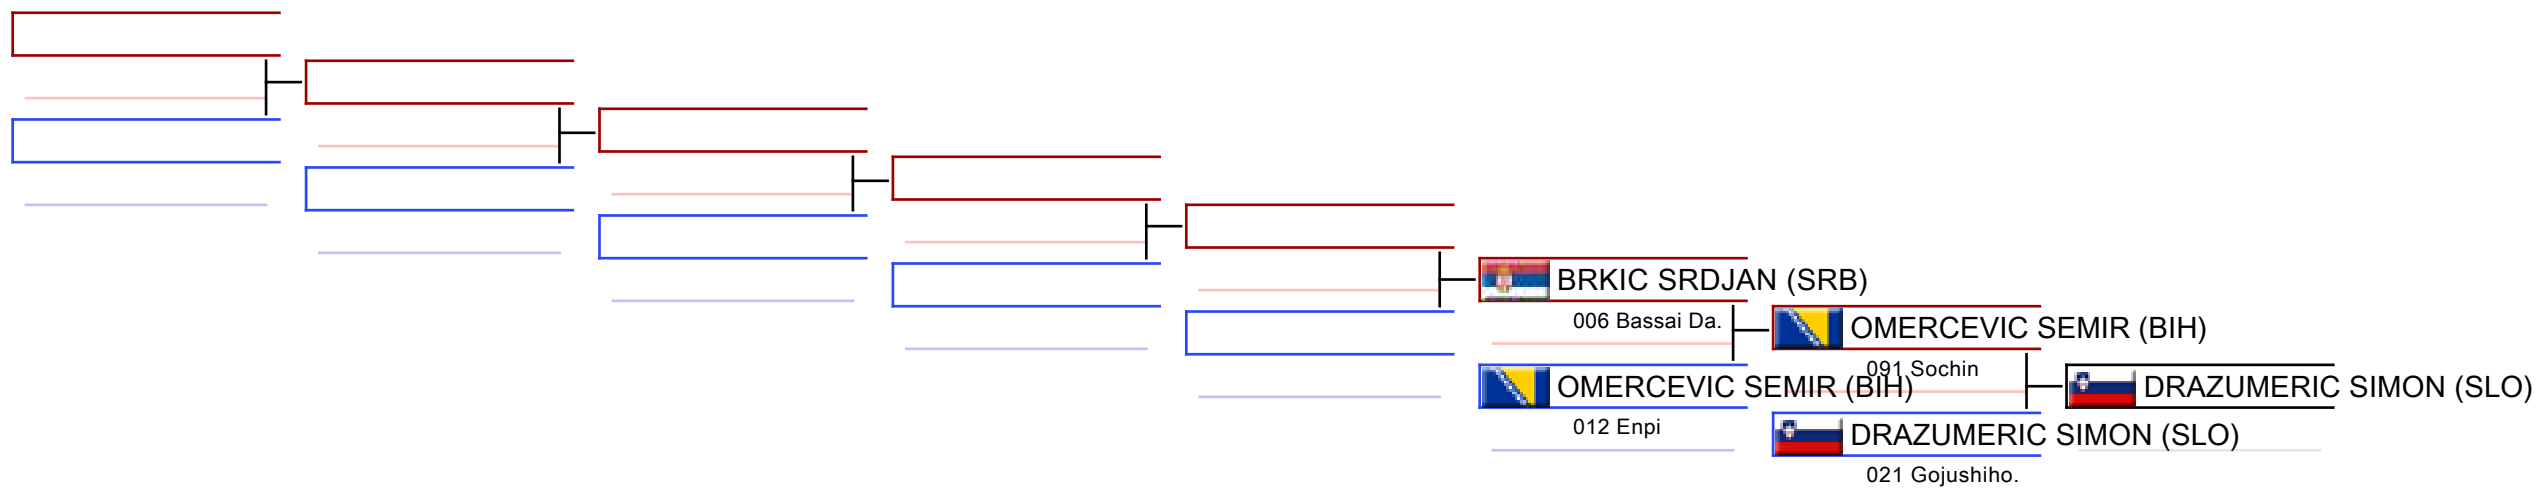 BRKIC SRDJAN (SRB)
006 Bassai Da.
OMERCEVIC SEMIR (BIH)
012 Enpi
OMERCEVIC SEMIR (BIH)
091 Sochin
DRAZUMERIC SIMON (SLO)
021 Gojushiho.
DRAZUMERIC SIMON (SLO)